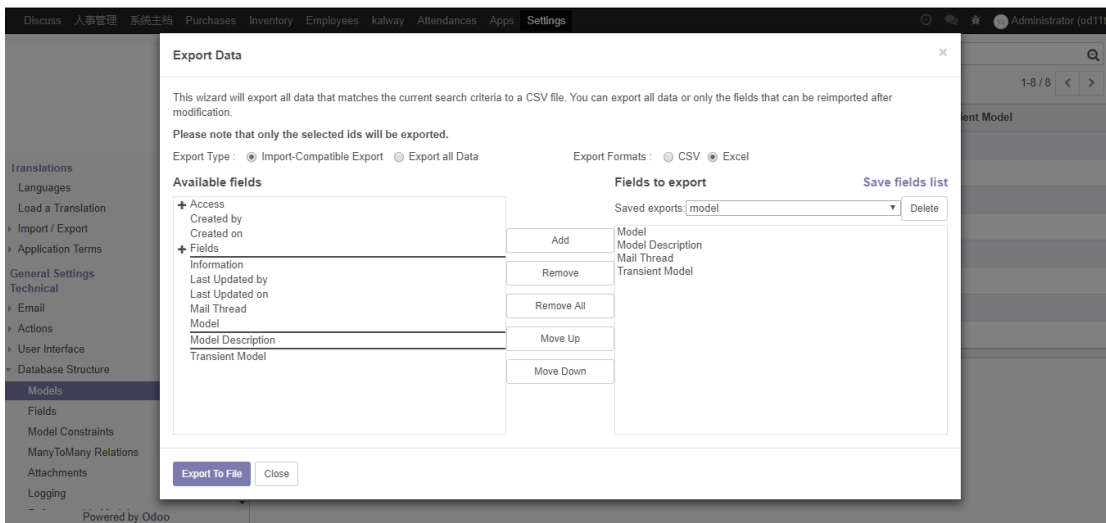 Discuss 人事管理 系统主档 Purchases Inventory Employees kalway Attendances Apps Settings
Administrator (od11t
Export Data
×
1-8 / 8
This wizard will export all data that matches the current search criteria to a CSV file. You can export all data or only the fields that can be reimported after
modification.
ient Model
Please note that only the selected ids will be exported.
Export Type : Import-Compatible Export Export all Data
Export Formats : CSV Excel
Translations
Languages
Load a Translation
Import / Export
Application Terms
General Settings
Technical
Email
Actions
User Interface
Database Structure
Models
Fields
Model Constraints
ManyToMany Relations
Attachments
Logging
Powered by Odoo
Available fields
Access
Created by
Created on
Fields
Information
Last Updated by
Last Updated on
Mail Thread
Model
Model Description
Transient Model
Add
Remove
Remove All
Move Up
Move Down
Fields to export
Save fields list
Saved exports: model
Delete
Model
Model Description
Mail Thread
Transient Model
Export To File
Close